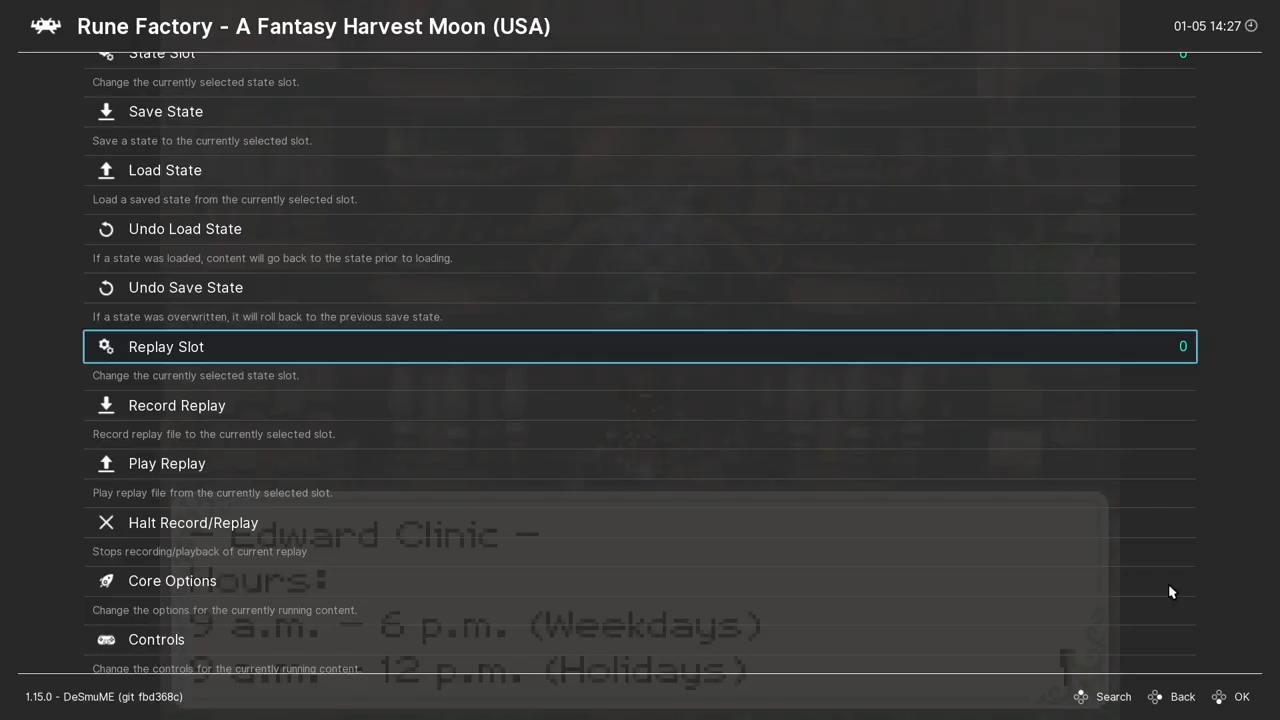 Rune Factory - A Fantasy Harvest Moon (USA)
01-05 14:27
State Slot 0
Change the currently selected state slot.
Save State
Save a state to the currently selected slot.
Load State
Load a saved state from the currently selected slot.
Undo Load State
If a state was loaded, content will go back to the state prior to loading.
Undo Save State
If a state was overwritten, it will roll back to the previous save state.
Replay Slot 0
Change the currently selected state slot.
Record Replay
Record replay file to the currently selected slot.
Play Replay
Play replay file from the currently selected slot.
Halt Record/Replay
— Edward Clinic —
Stops recording/playback of current replay
Core Options
Hours:
Change the options for the currently running content.
9 a.m. – 6 p.m. (Weekdays)
Controls
Change the controls for the currently running content.
9 a.m. – 12 p.m. (Holidays)
1.15.0 - DeSmuME (git fbd368c)
Search Back OK